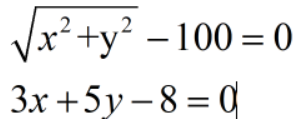 √(x²+y²) − 100 = 0
3x + 5y − 8 = 0